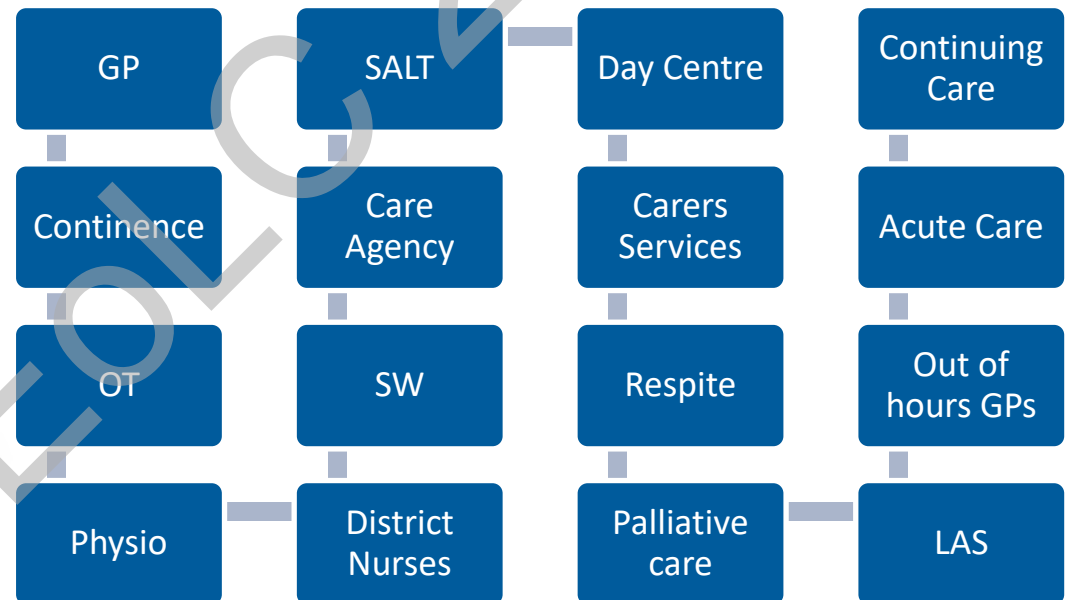 GP
Continence
OT
Physio
District
Nurses
SW
Care
Agency
SALT
Day Centre
Carers
Services
Respite
Palliative
care
LAS
Out of
hours GPs
Acute Care
Continuing
Care